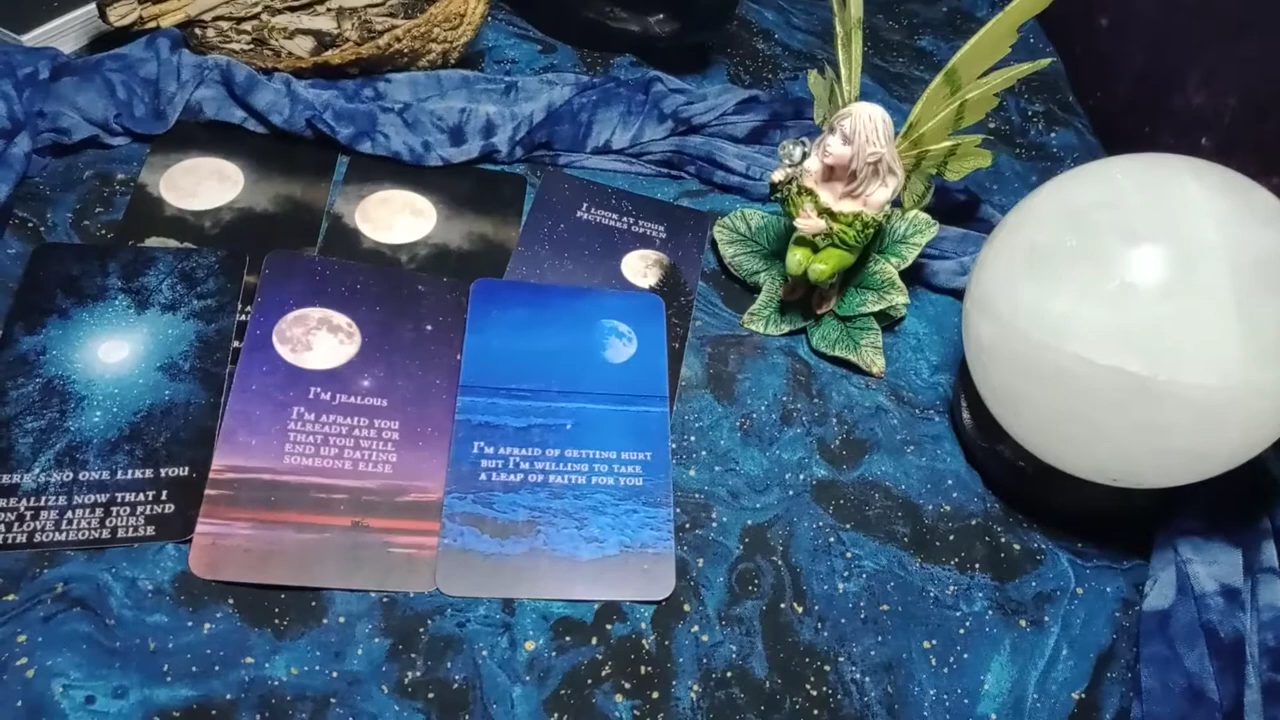 I LOOK AT YOUR
PICTURES OFTEN
THERE'S NO ONE LIKE YOU
REALIZE NOW THAT I
WON'T BE ABLE TO FIND
A LOVE LIKE OURS
WITH SOMEONE ELSE
I'M JEALOUS
I'M AFRAID YOU
ALREADY ARE OR
THAT YOU WILL
END UP DATING
SOMEONE ELSE
I'M AFRAID OF GETTING HURT
BUT I'M WILLING TO TAKE
A LEAP OF FAITH FOR YOU